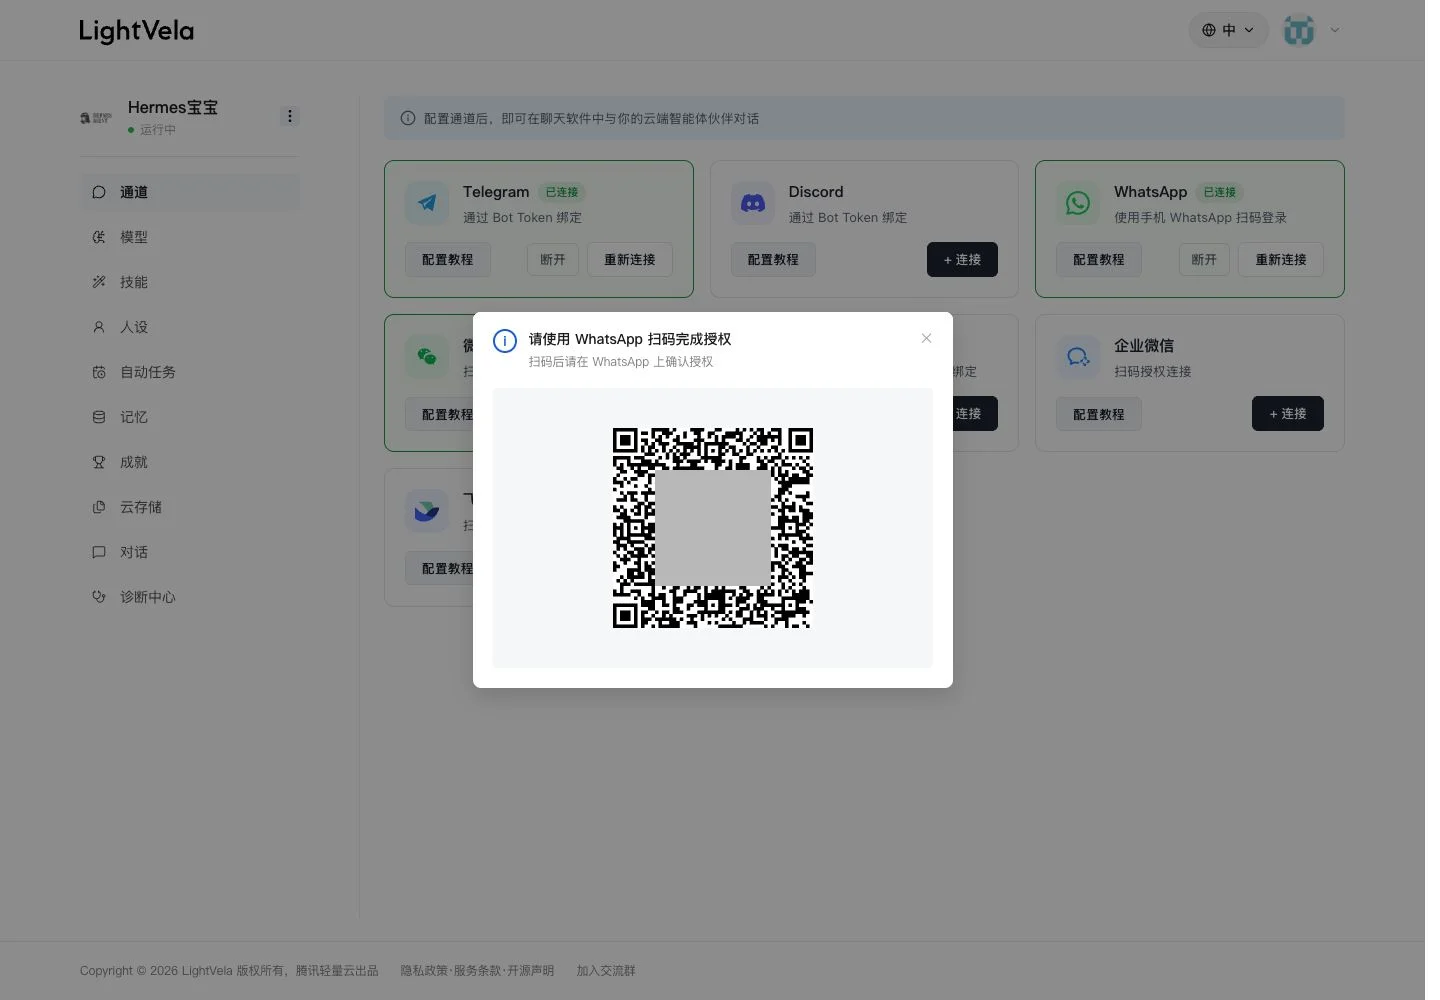 LightVela
中
Hermes宝宝
运行中
通道
模型
技能
人设
自动任务
记忆
成就
云存储
对话
诊断中心
配置通道后，即可在聊天软件中与你的云端智能体伙伴对话
Telegram 已连接
通过 Bot Token 绑定
配置教程 断开 重新连接
Discord
通过 Bot Token 绑定
配置教程 + 连接
WhatsApp 已连接
使用手机 WhatsApp 扫码登录
配置教程 断开 重新连接
配置教程
绑定
连接
企业微信
扫码授权连接
配置教程 + 连接
配置教程
请使用 WhatsApp 扫码完成授权
扫码后请在 WhatsApp 上确认授权
Copyright © 2026 LightVela 版权所有，腾讯轻量云出品 隐私政策·服务条款·开源声明 加入交流群